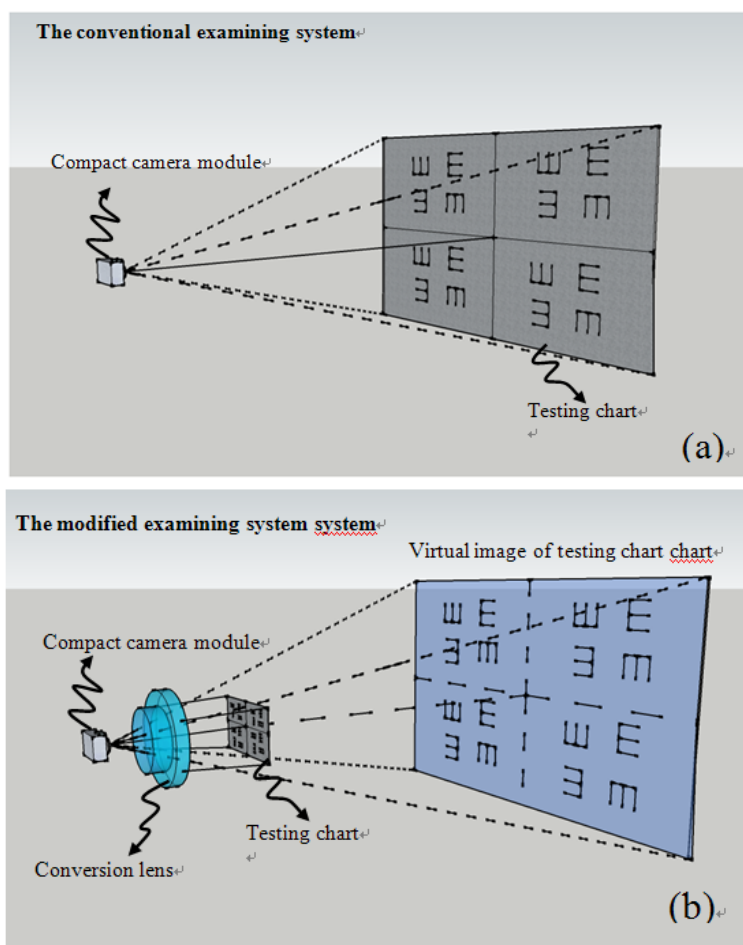 The conventional examining system
Compact camera module
Testing chart
(a)
The modified examining system system
Virtual image of testing chart chart
Compact camera module
Testing chart
Conversion lens
(b)